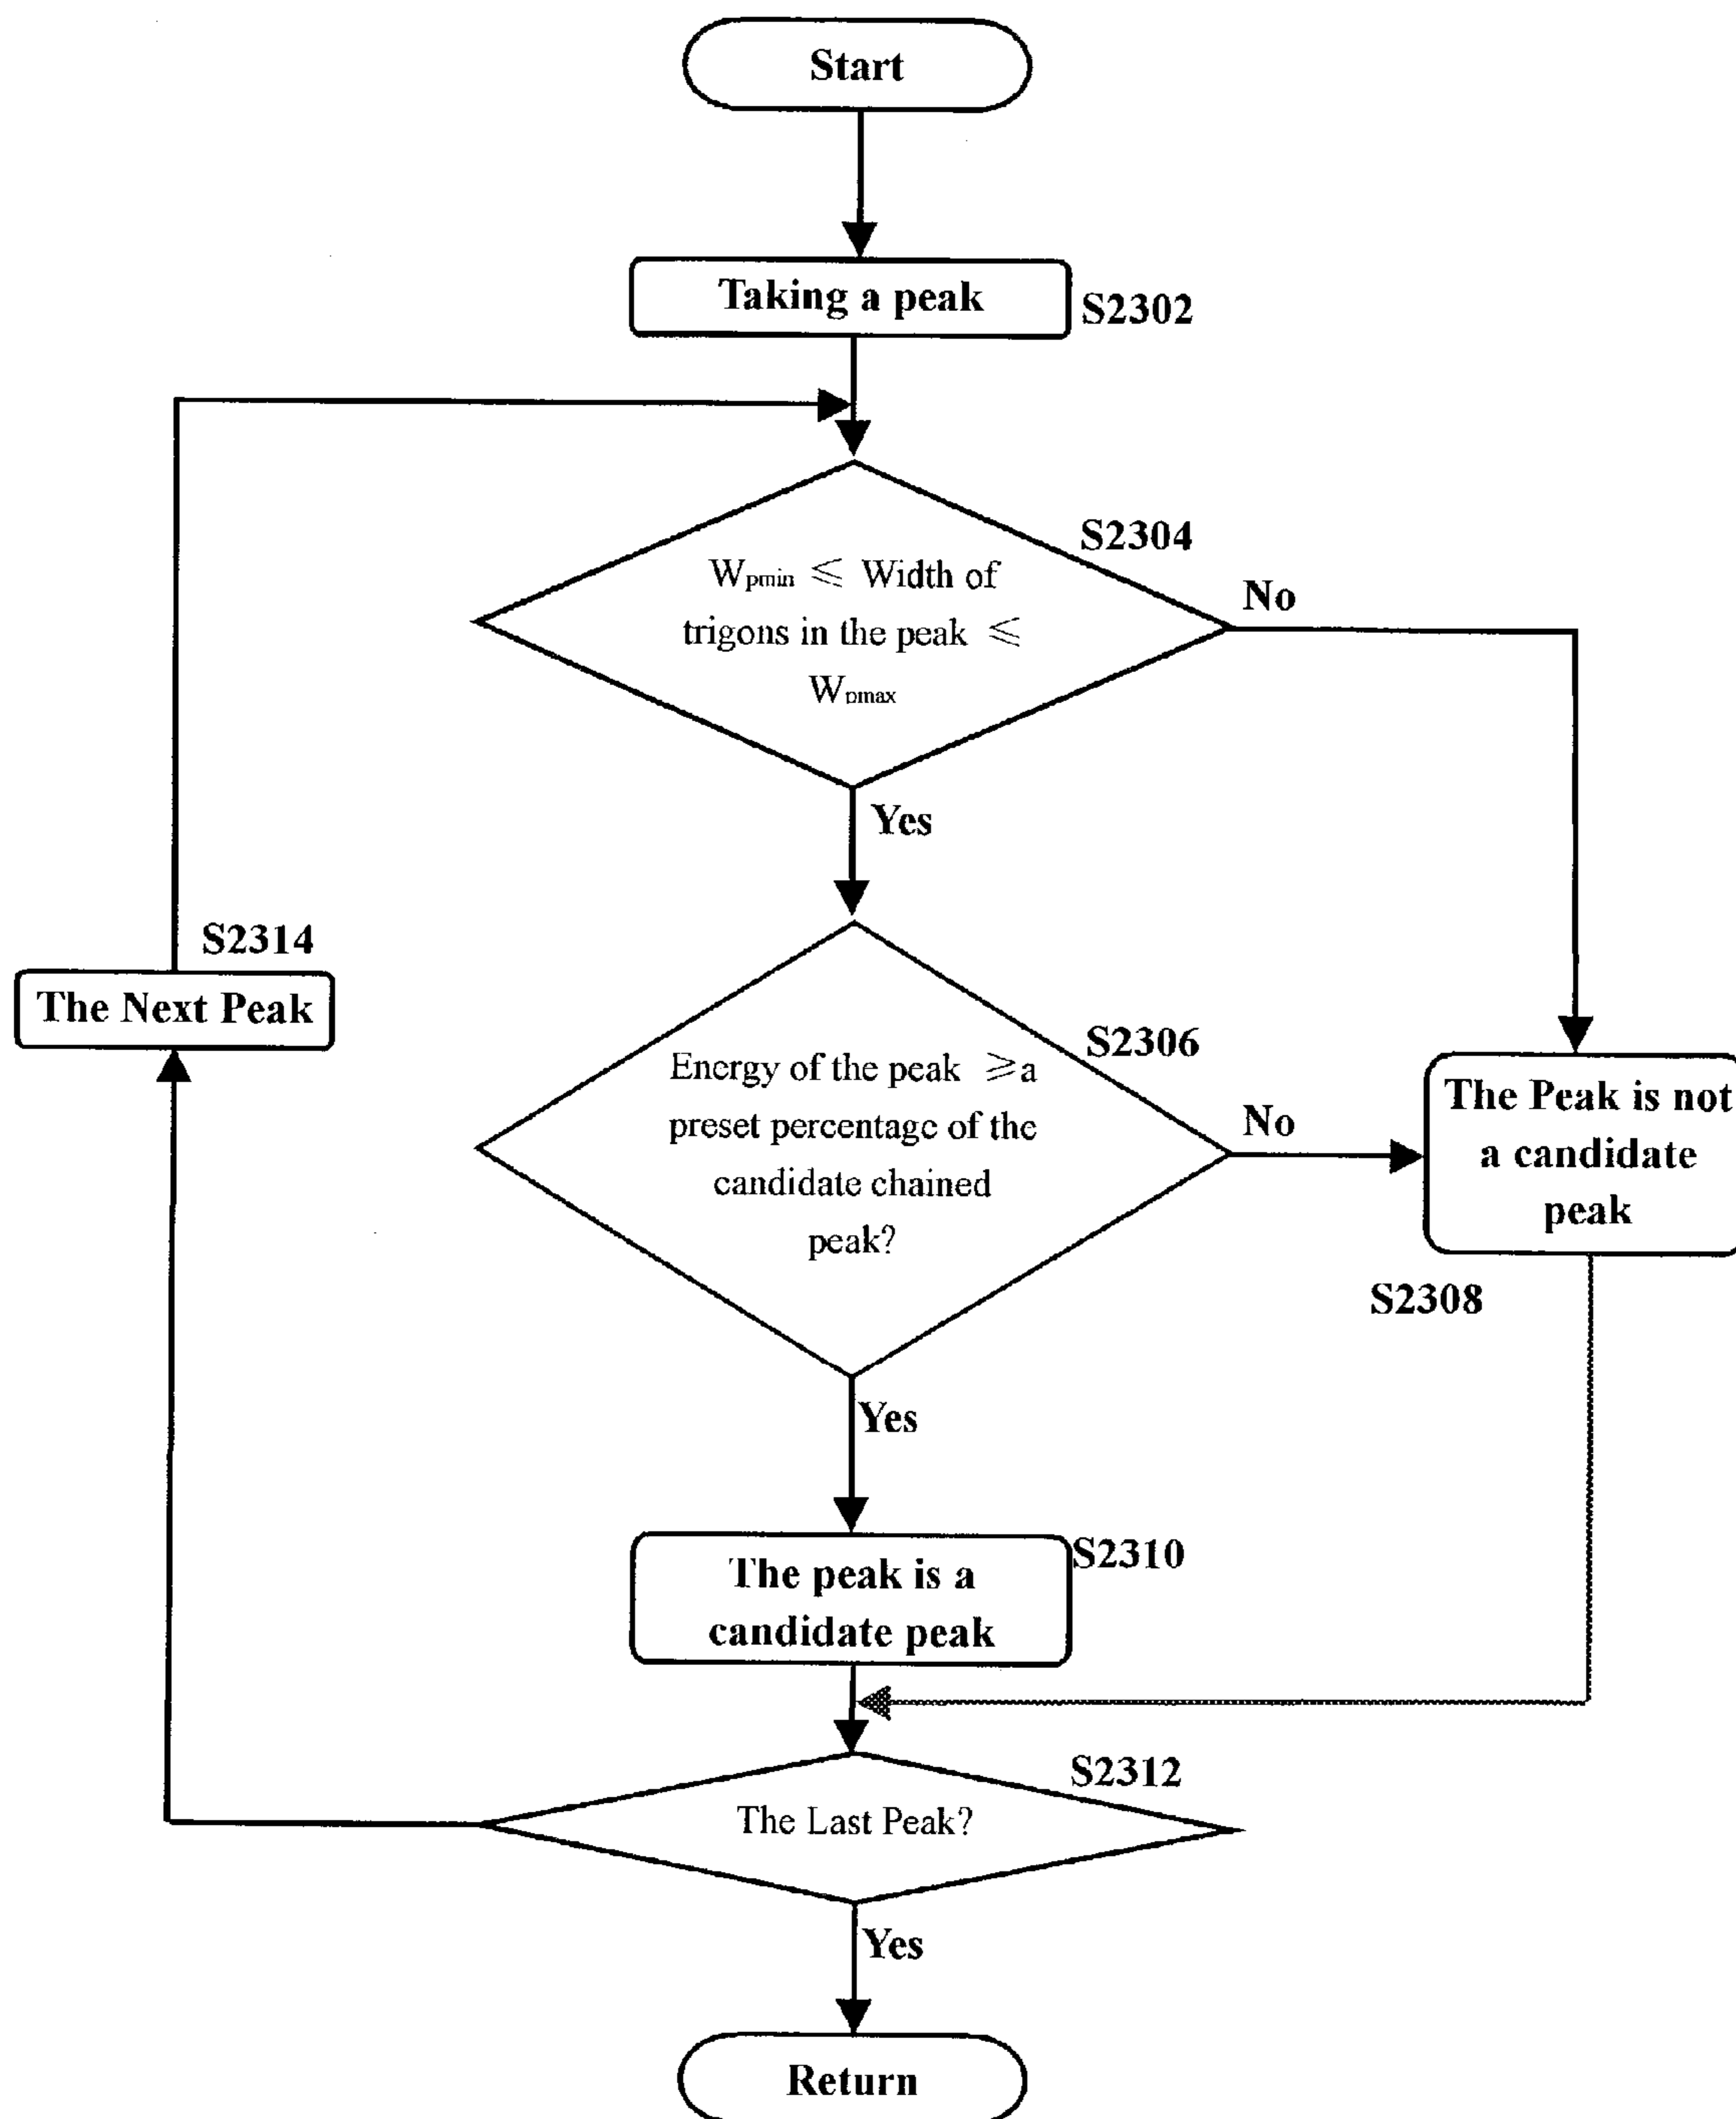 Start
Taking a peak
S2302
S2304
Wpmin ≤ Width of
trigons in the peak ≤
Wpmax
No
Yes
S2314
The Next Peak
S2306
Energy of the peak ≥a
preset percentage of the
candidate chained
peak?
No
The Peak is not
a candidate
peak
S2308
Yes
S2310
The peak is a
candidate peak
S2312
The Last Peak?
Yes
Return